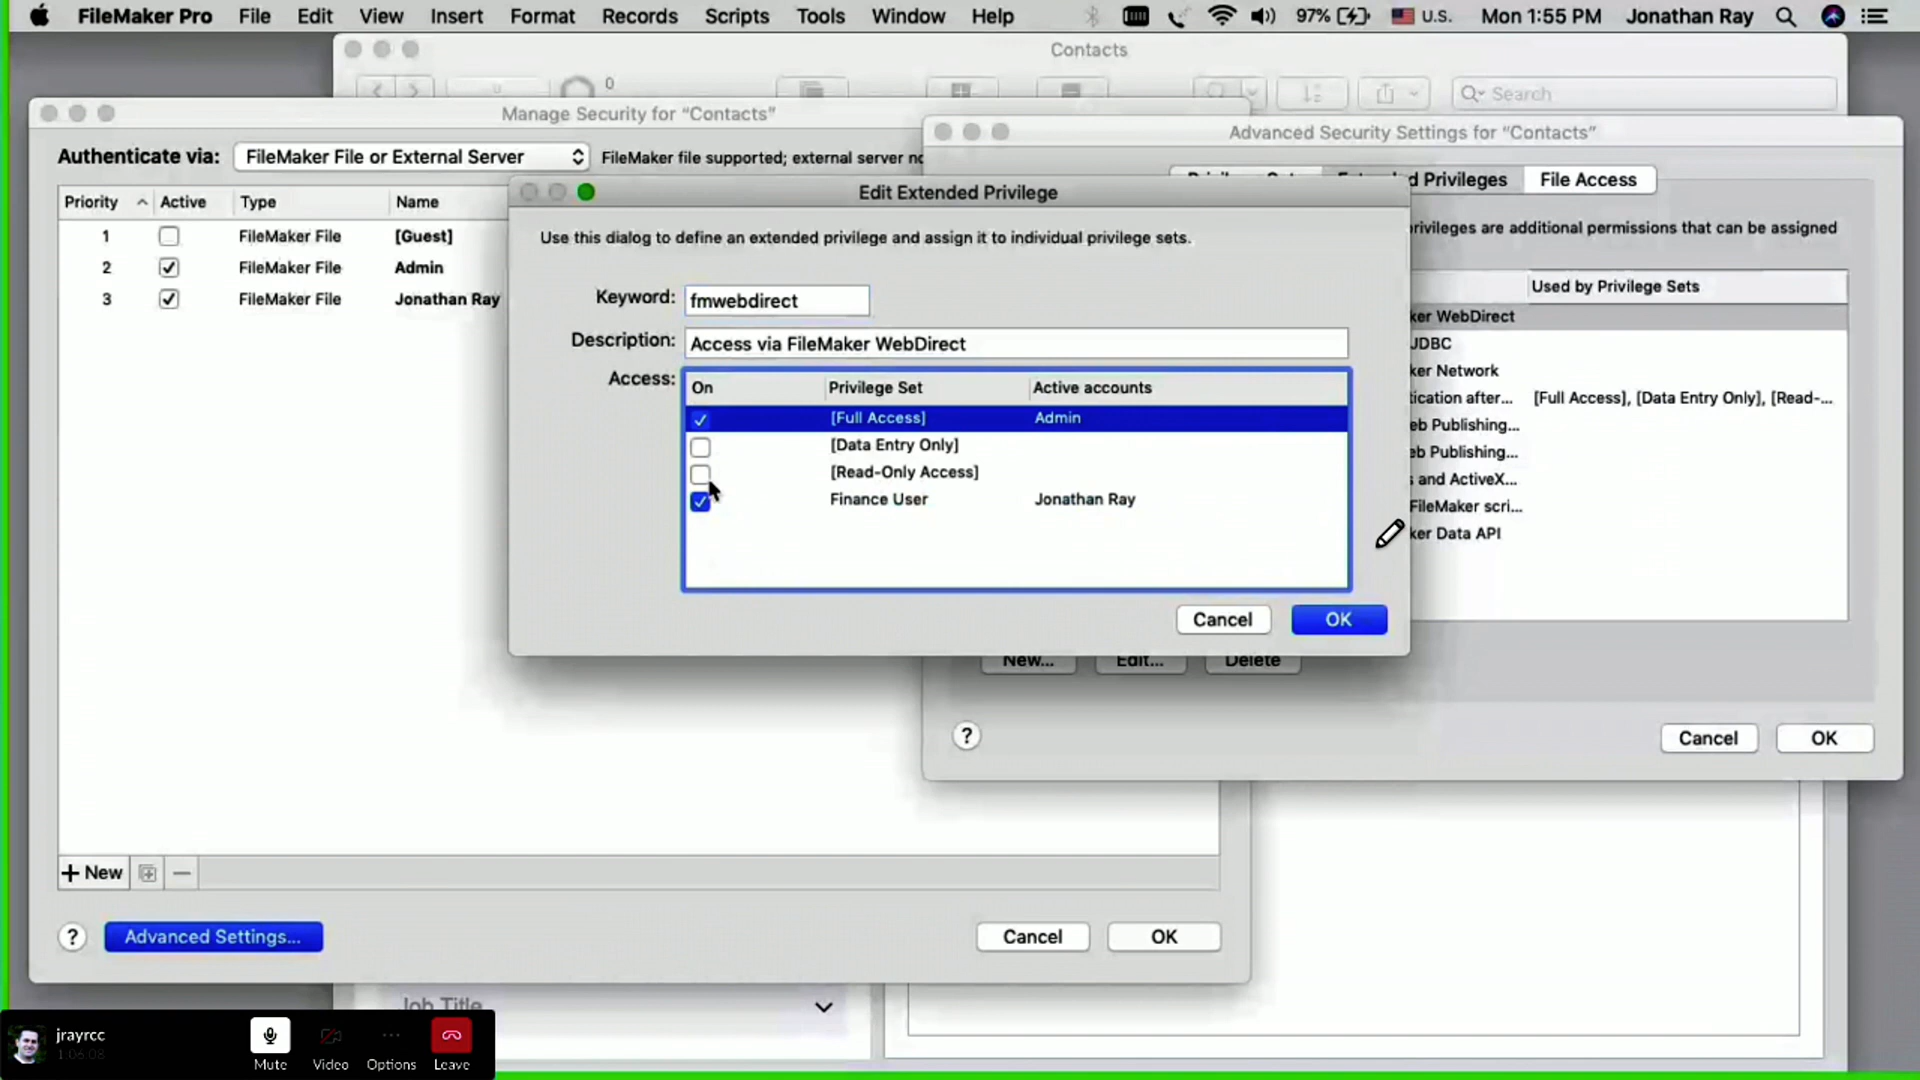 FileMaker Pro File Edit View Insert Format Records Scripts Tools Window Help 97% U.S. Mon 1:55 PM Jonathan Ray
Contacts
0
Search
Manage Security for “Contacts”
Authenticate via: FileMaker File or External Server FileMaker file supported; external server
Priority Active Type Name
1 FileMaker File [Guest]
2 FileMaker File Admin
3 FileMaker File Jonathan Ray
+ New
? Advanced Settings... Cancel OK
Advanced Security Settings for “Contacts”
Privileges File Access
privileges are additional permissions that can be assigned
Used by Privilege Sets
WebDirect
JDBC
Network
after... [Full Access], [Data Entry Only], [Read-...
Publishing...
Publishing...
and ActiveX...
FileMaker scri...
Data API
New... Edit... Delete
? Cancel OK
Edit Extended Privilege
Use this dialog to define an extended privilege and assign it to individual privilege sets.
Keyword: fmwebdirect
Description: Access via FileMaker WebDirect
Access: On Privilege Set Active accounts
[Full Access] Admin
[Data Entry Only]
[Read-Only Access]
Finance User Jonathan Ray
Cancel OK
Job Title
jrayrcc
1:06:08
Mute Video Options Leave